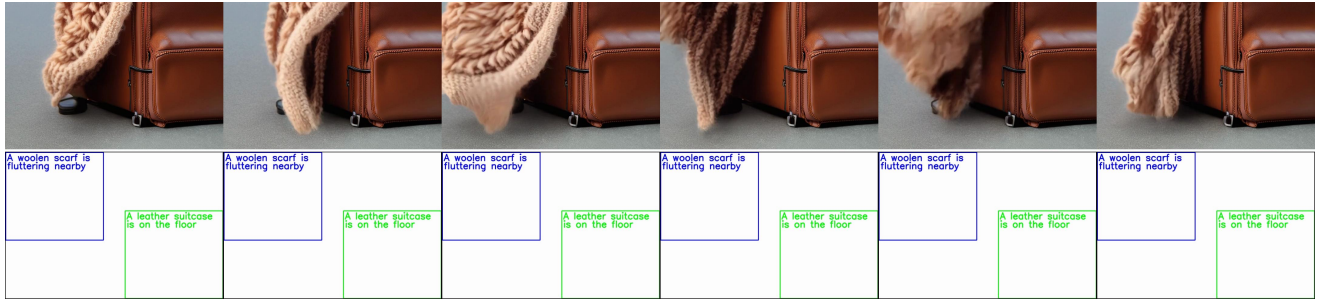 A woolen scarf is
fluttering nearby
A leather suitcase
is on the floor
A woolen scarf is
fluttering nearby
A leather suitcase
is on the floor
A woolen scarf is
fluttering nearby
A leather suitcase
is on the floor
A woolen scarf is
fluttering nearby
A leather suitcase
is on the floor
A woolen scarf is
fluttering nearby
A leather suitcase
is on the floor
A woolen scarf is
fluttering nearby
A leather suitcase
is on the floor